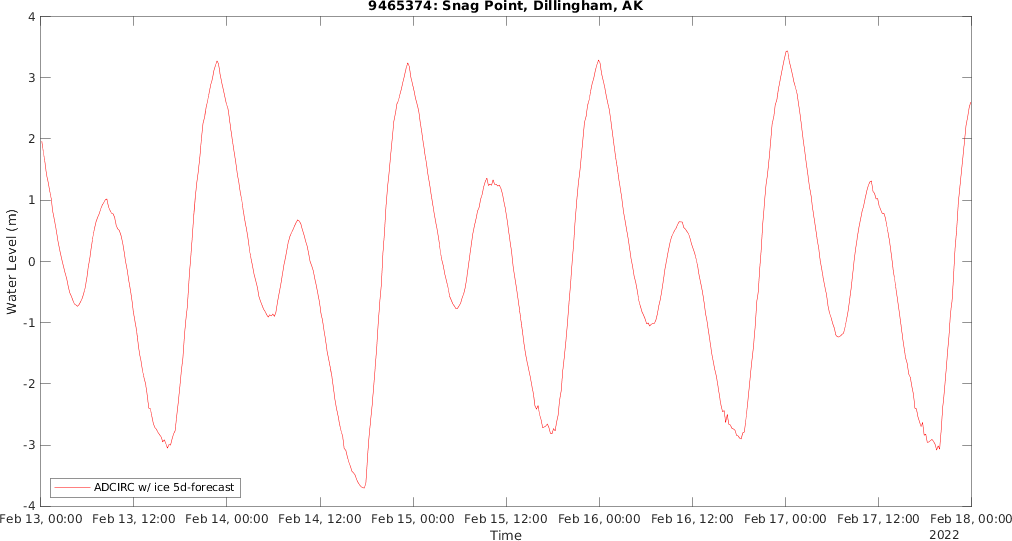 9465374: Snag Point, Dillingham, AK
4
3
2
1
0
-1
-2
-3
-4
Water Level (m)
ADCIRC w/ ice 5d-forecast
Feb 13, 00:00 Feb 13, 12:00 Feb 14, 00:00 Feb 14, 12:00 Feb 15, 00:00 Feb 15, 12:00 Feb 16, 00:00 Feb 16, 12:00 Feb 17, 00:00 Feb 17, 12:00 Feb 18, 00:00
Time
2022